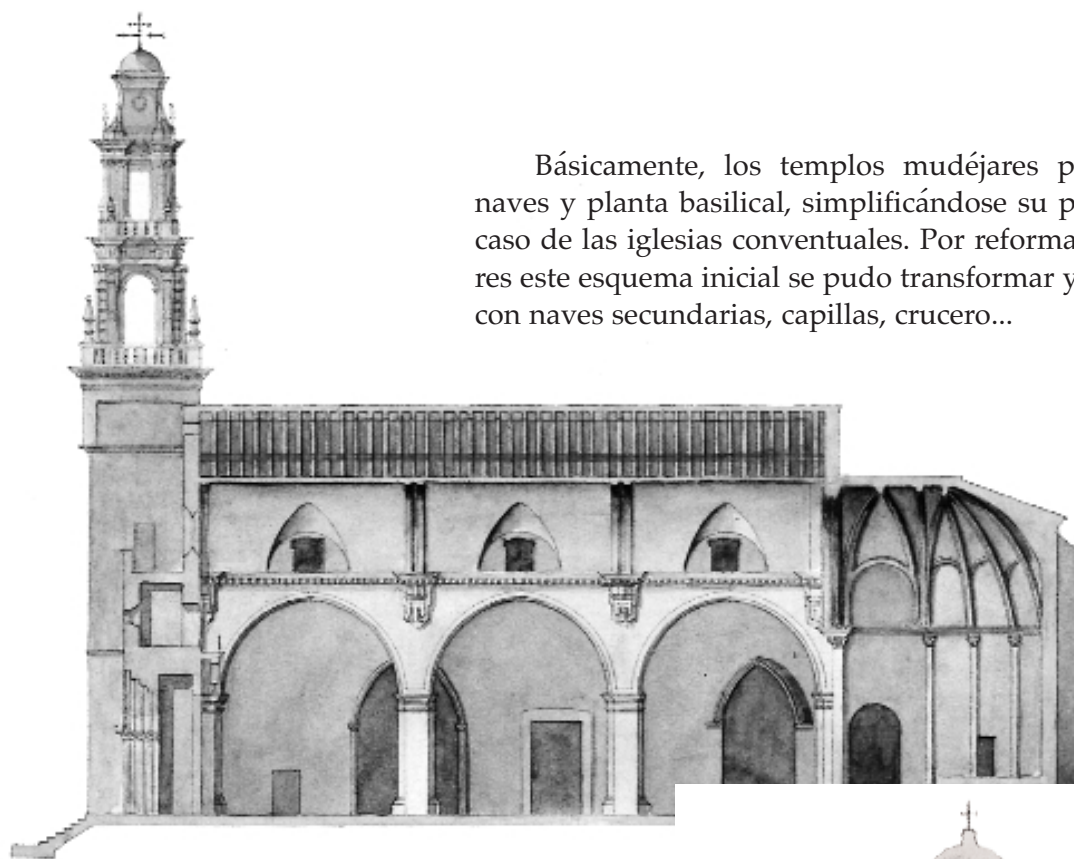 Básicamente, los templos mudéjares p
naves y planta basilical, simplificándose su p
caso de las iglesias conventuales. Por reforma
res este esquema inicial se pudo transformar y
con naves secundarias, capillas, crucero...